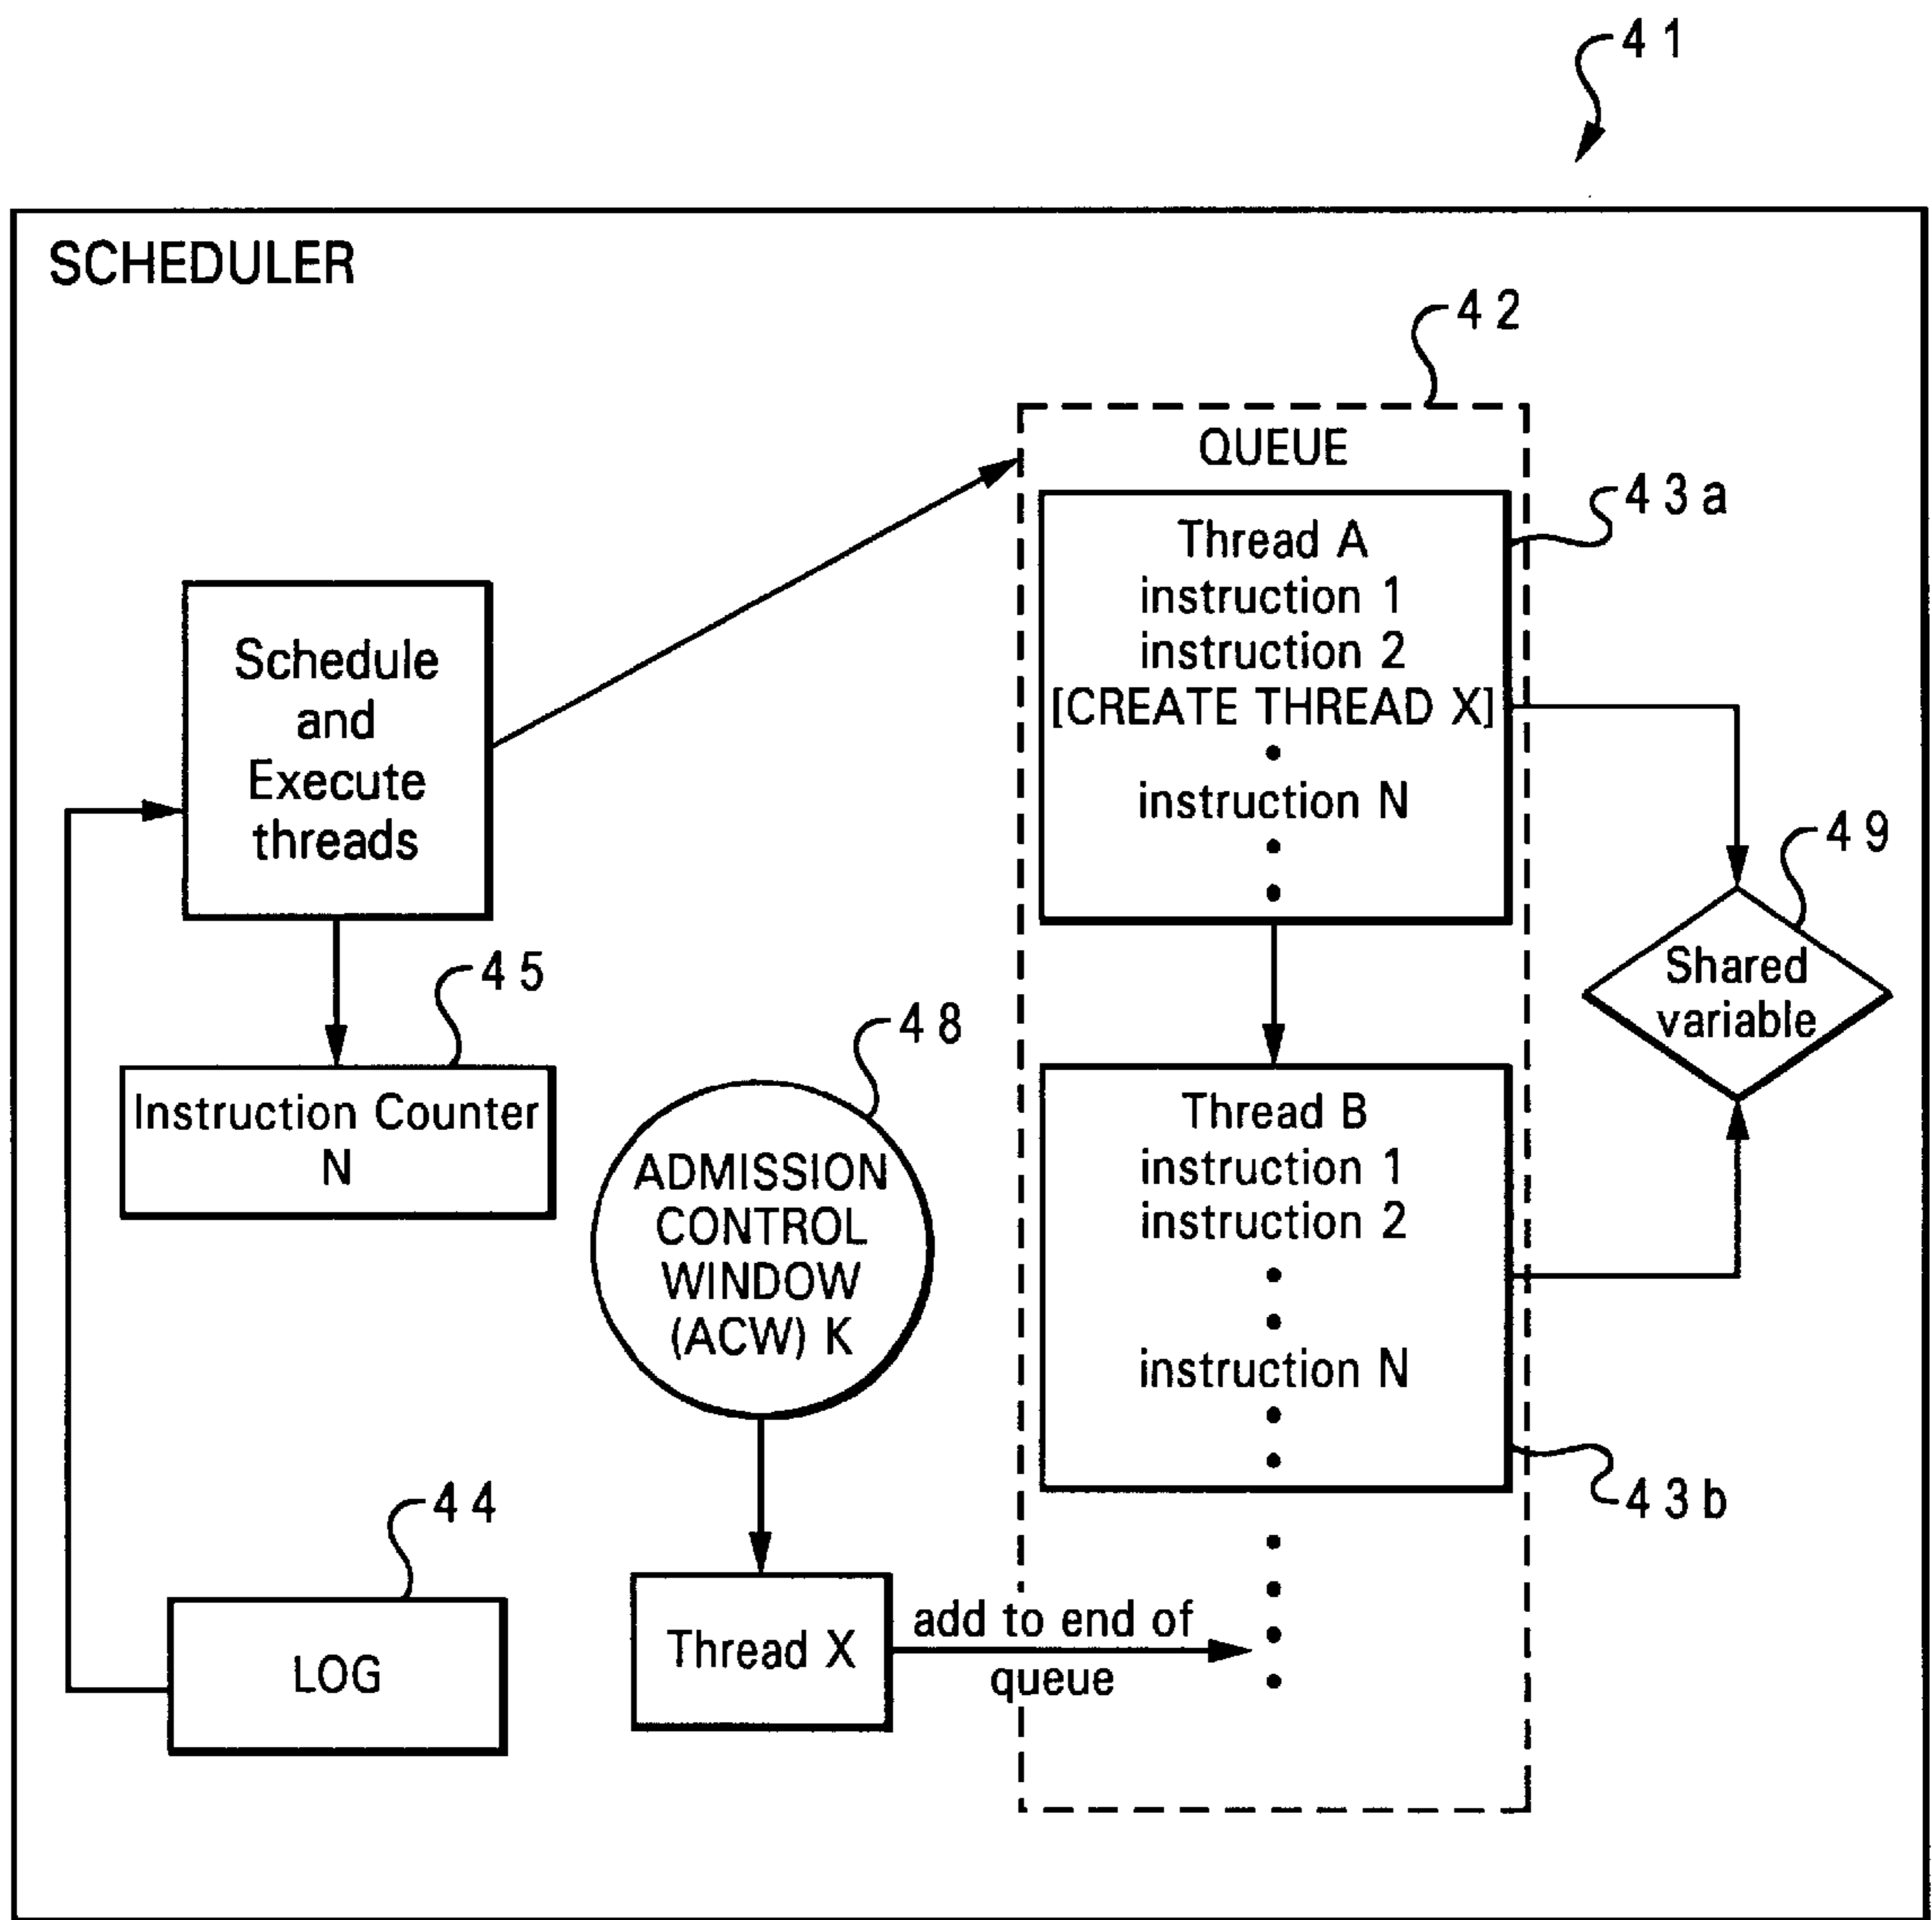 41
SCHEDULER
42
QUEUE
43a
Thread A
instruction 1
instruction 2
[CREATE THREAD X]
instruction N
Schedule
and
Execute
threads
49
Shared
variable
45
Instruction Counter
N
48
ADMISSION
CONTROL
WINDOW
(ACW) K
Thread B
instruction 1
instruction 2
instruction N
43b
44
LOG
Thread X
add to end of
queue